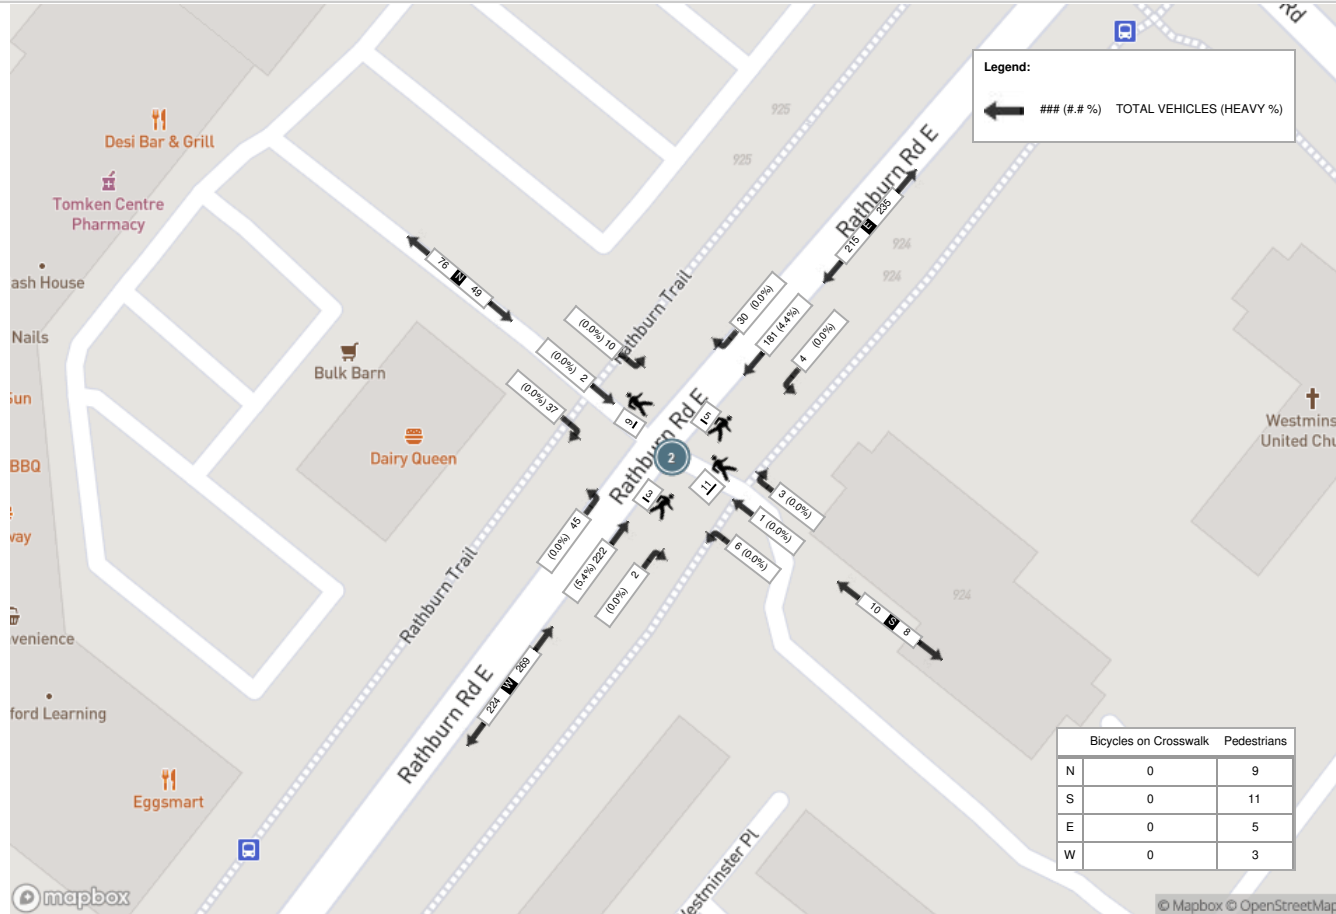 Rd
Legend:
### (#.# %) TOTAL VEHICLES (HEAVY %)
925
925
Desi Bar & Grill
Tomken Centre
Pharmacy
Rathburn Rd E
235
E
215
924
924
76
N
49
ash House
Nails
Rathburn Trail
30 (0.0%)
181 (4.4%)
4 (0.0%)
(0.0%) 10
(0.0%) 2
(0.0%) 37
Bulk Barn
Dairy Queen
9
5
Rathburn Rd E
2
3
11
Westmins
United Chu
BBQ
3 (0.0%)
1 (0.0%)
6 (0.0%)
(0.0%) 45
(5.4%) 222
(0.0%) 2
Rathburn Trail
924
10
S
8
venience
269
W
224
Rathburn Rd E
ford Learning
Eggsmart
estminster Pl
Bicycles on Crosswalk Pedestrians
N 0 9
S 0 11
E 0 5
W 0 3
mapbox
© Mapbox © OpenStreetMap